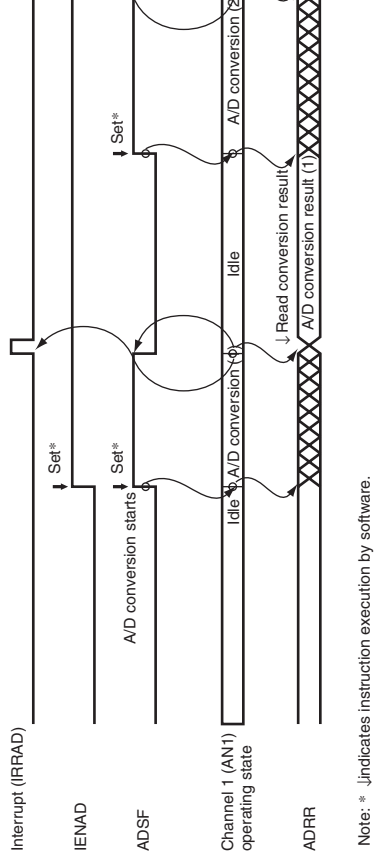 Interrupt (IRRAD)
IENAD
Set*
ADSF
A/D conversion starts
Set*
Set*
Channel 1 (AN1)
operating state
Idle
A/D conversion
Idle
A/D conversion (2
ADRR
↓ Read conversion result
A/D conversion result (1)
Note: * ↓indicates instruction execution by software.